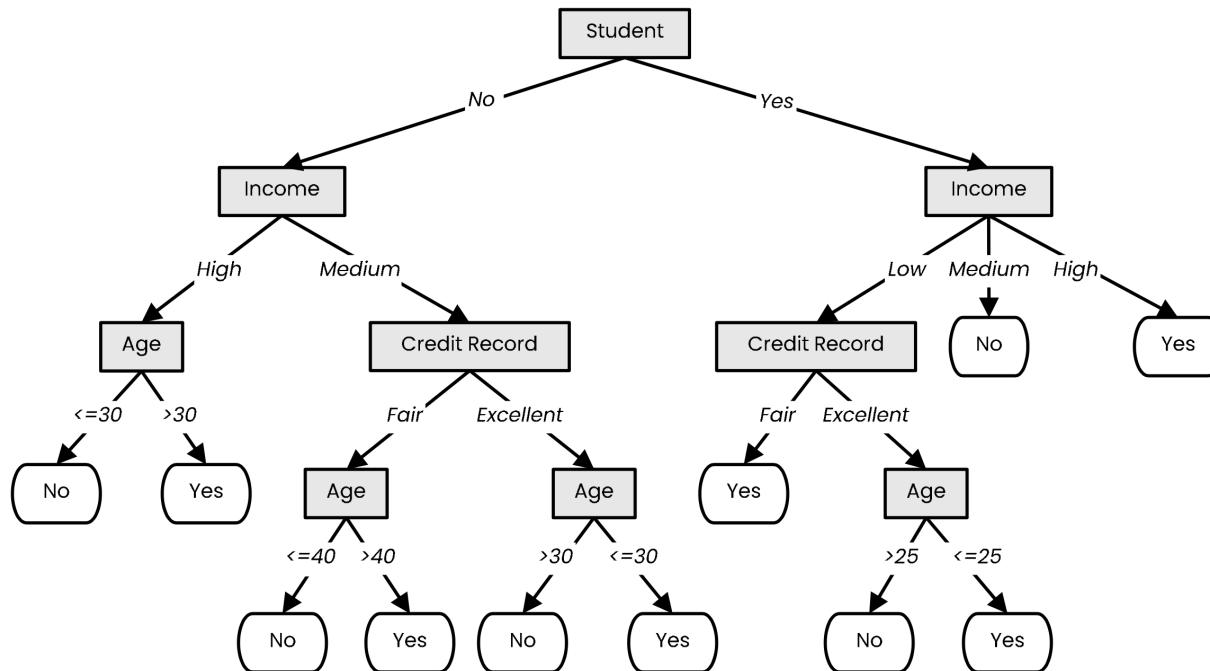 Student
No
Yes
Income
Income
High
Medium
Low
Medium
High
Age
Credit Record
Credit Record
No
Yes
<=30
>30
Fair
Excellent
Fair
Excellent
No
Yes
Age
Age
Yes
Age
<=40
>40
>30
<=30
>25
<=25
No
Yes
No
Yes
No
Yes